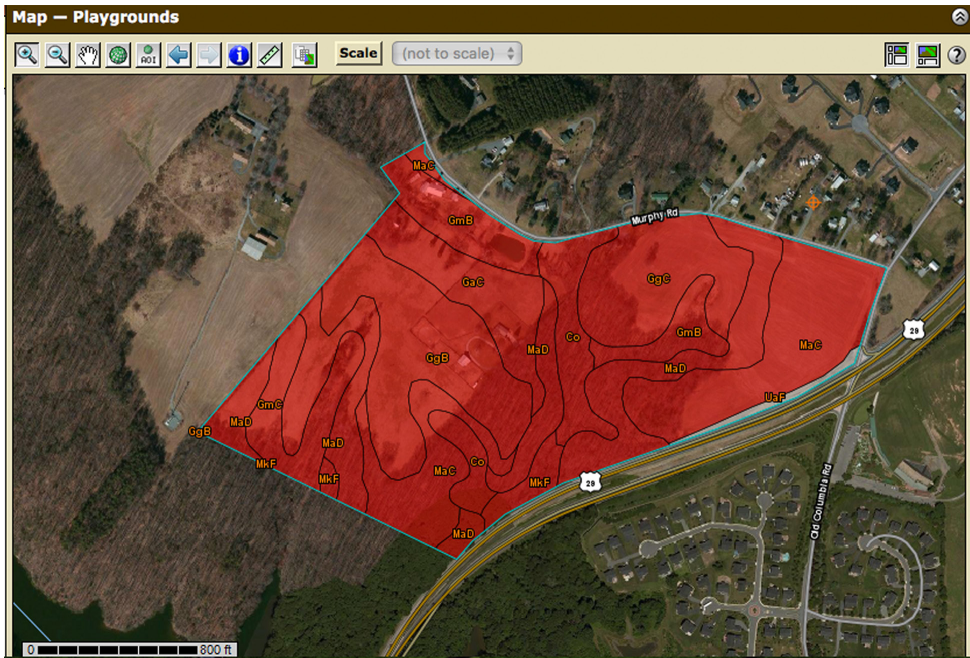 Map — Playgrounds
AOI
Scale
(not to scale)
MaC
GmB
Murphy Rd
GaC
GgC
GmB
Co
MaD
MaC
GgB
MaD
29
UaF
GmC
MaD
GgB
MaD
MkF
Co
MaC
MkF
MkF
29
Old Columbia Rd
MaD
0 800 ft